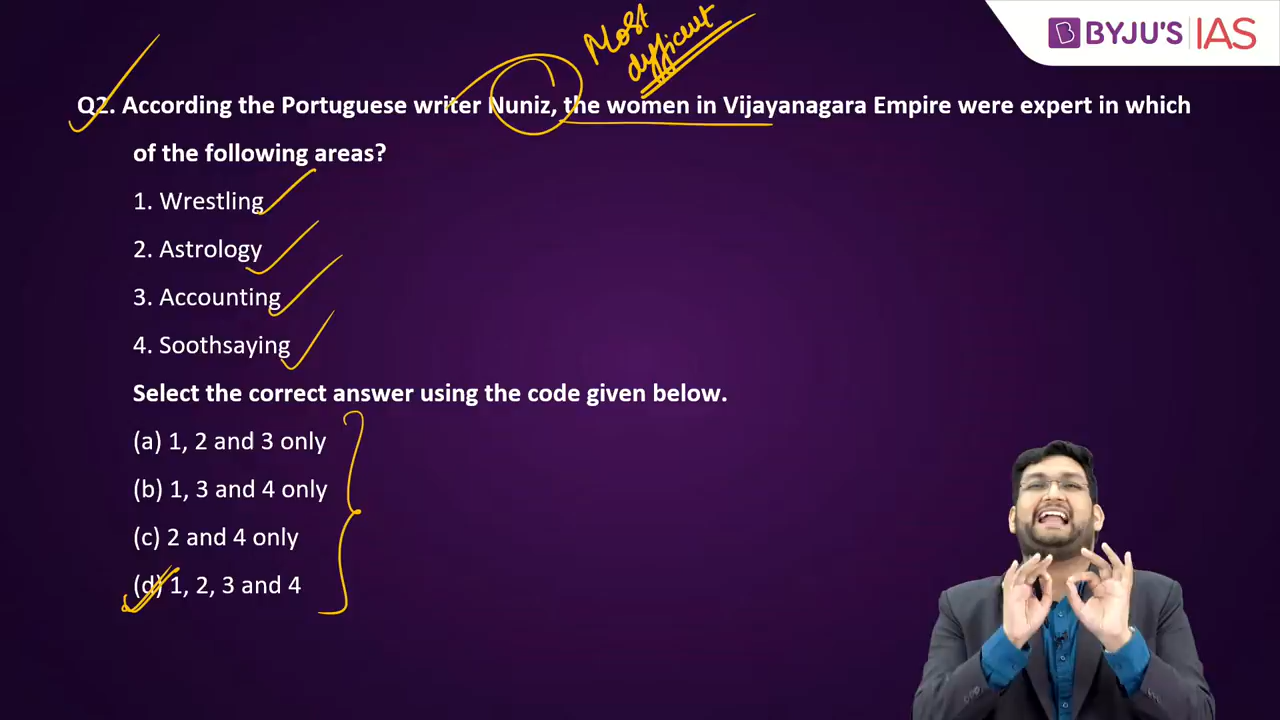 BYJU'S IAS
Most
difficult
Q2. According the Portuguese writer Nuniz, the women in Vijayanagara Empire were expert in which
of the following areas?
1. Wrestling
2. Astrology
3. Accounting
4. Soothsaying
Select the correct answer using the code given below.
(a) 1, 2 and 3 only
(b) 1, 3 and 4 only
(c) 2 and 4 only
(d) 1, 2, 3 and 4